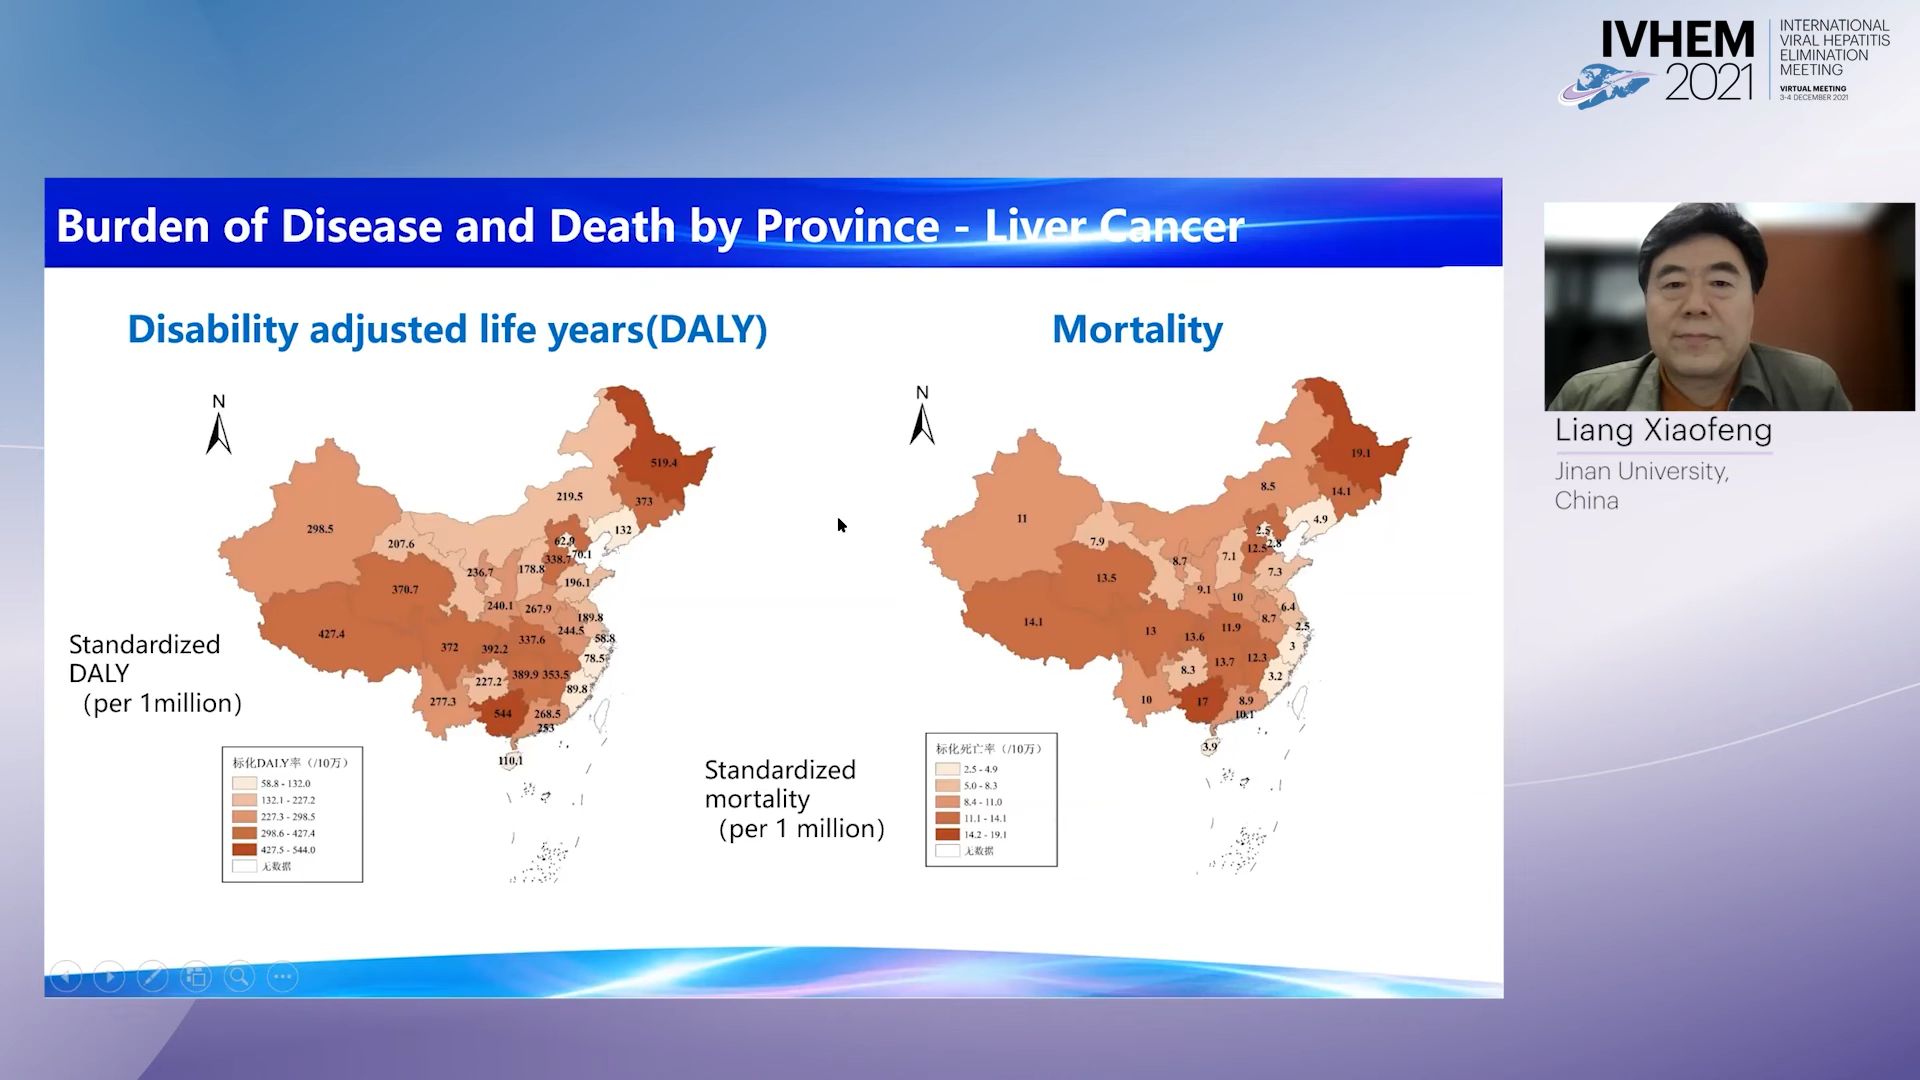 IVHEM
2021
INTERNATIONAL
VIRAL HEPATITIS
ELIMINATION
MEETING
VIRTUAL MEETING
3-4 DECEMBER 2021
Burden of Disease and Death by Province - Liver Cancer
Disability adjusted life years(DALY)
N
519.4
219.5
373
298.5
132
207.6
62.9
338.7
70.1
236.7
178.8
196.1
370.7
240.1
267.9
189.8
427.4
244.5
58.8
337.6
372
392.2
78.5
227.2
389.9
353.5
89.8
277.3
544
268.5
253
110.1
Standardized
DALY
（per 1million）
标化DALY率（/10万）
58.8 - 132.0
132.1 - 227.2
227.3 - 298.5
298.6 - 427.4
427.5 - 544.0
无数据
Mortality
N
19.1
8.5
14.1
11
4.9
7.9
2.5
12.5
2.8
8.7
7.1
7.3
13.5
9.1
10
6.4
14.1
8.7
2.5
13
13.6
11.9
3
8.3
13.7
12.3
3.2
10
17
8.9
10.1
3.9
Standardized
mortality
（per 1 million）
标化死亡率（/10万）
2.5 - 4.9
5.0 - 8.3
8.4 - 11.0
11.1 - 14.1
14.2 - 19.1
无数据
Liang Xiaofeng
Jinan University,
China